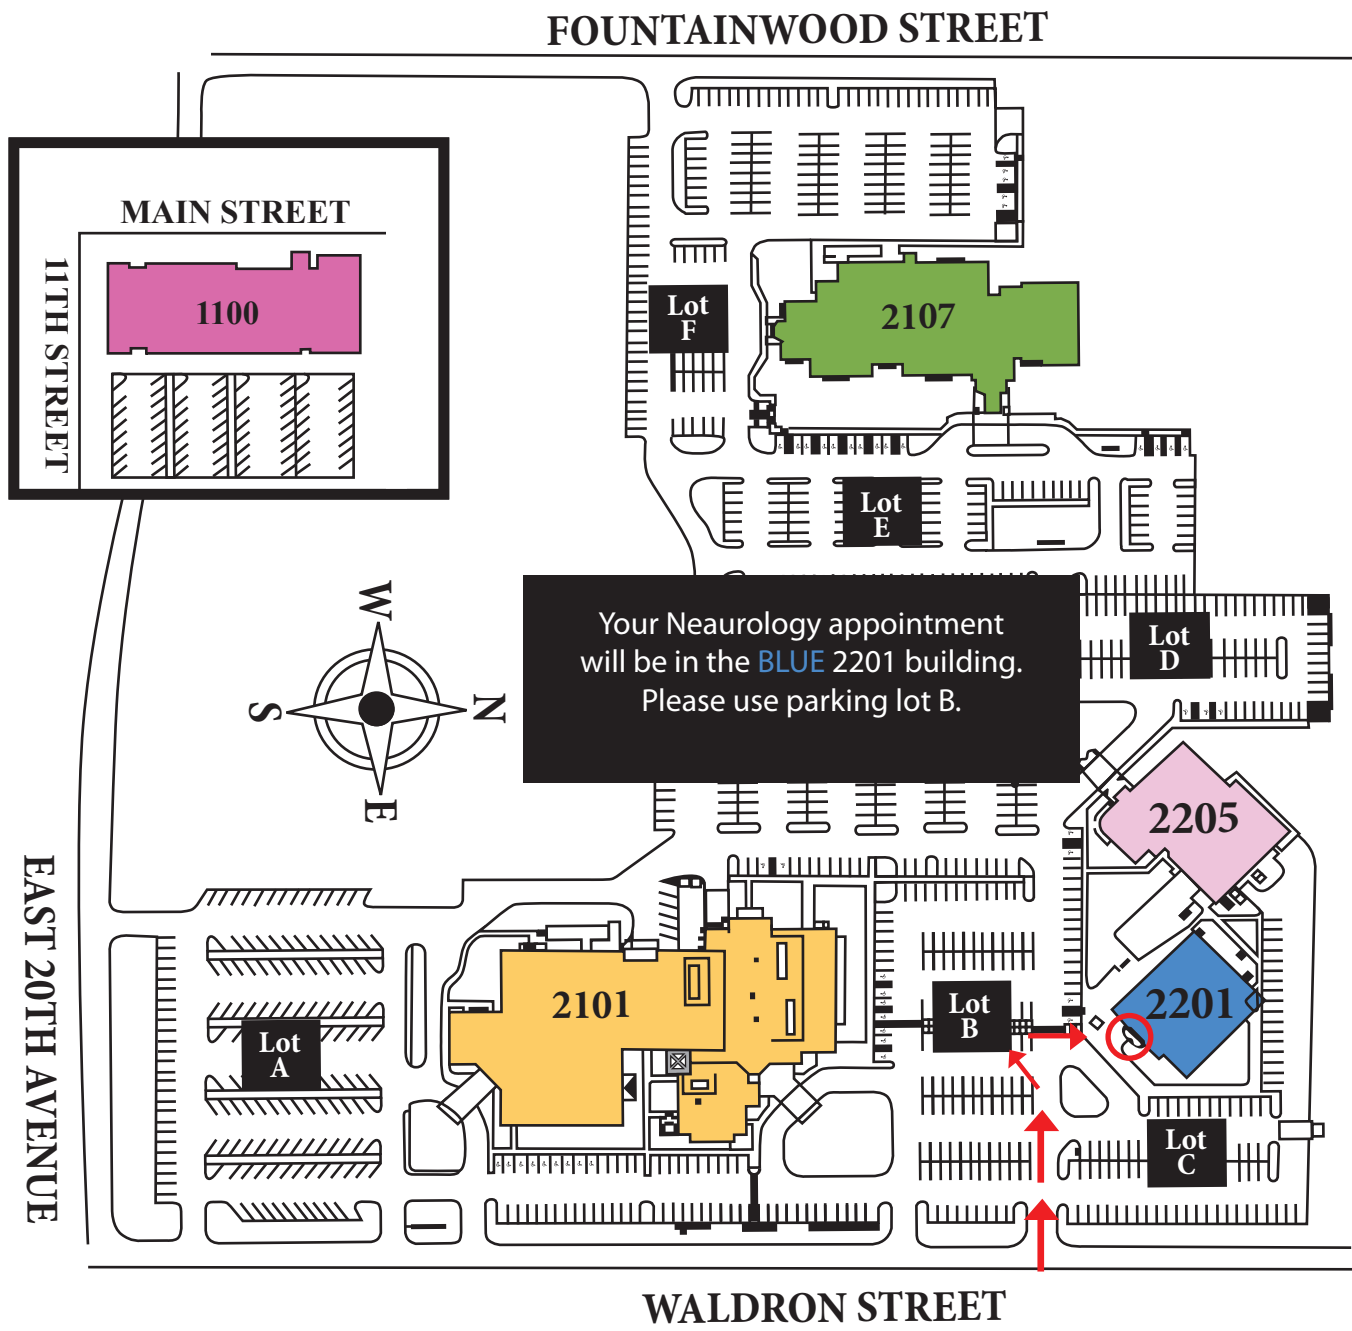 FOUNTAINWOOD STREET
MAIN STREET
11TH STREET
1100
Lot
F
2107
Lot
E
W
S
N
E
Your Neaurology appointment
will be in the BLUE 2201 building.
Please use parking lot B.
Lot
D
2205
EAST 20TH AVENUE
2101
Lot
A
Lot
B
2201
Lot
C
WALDRON STREET